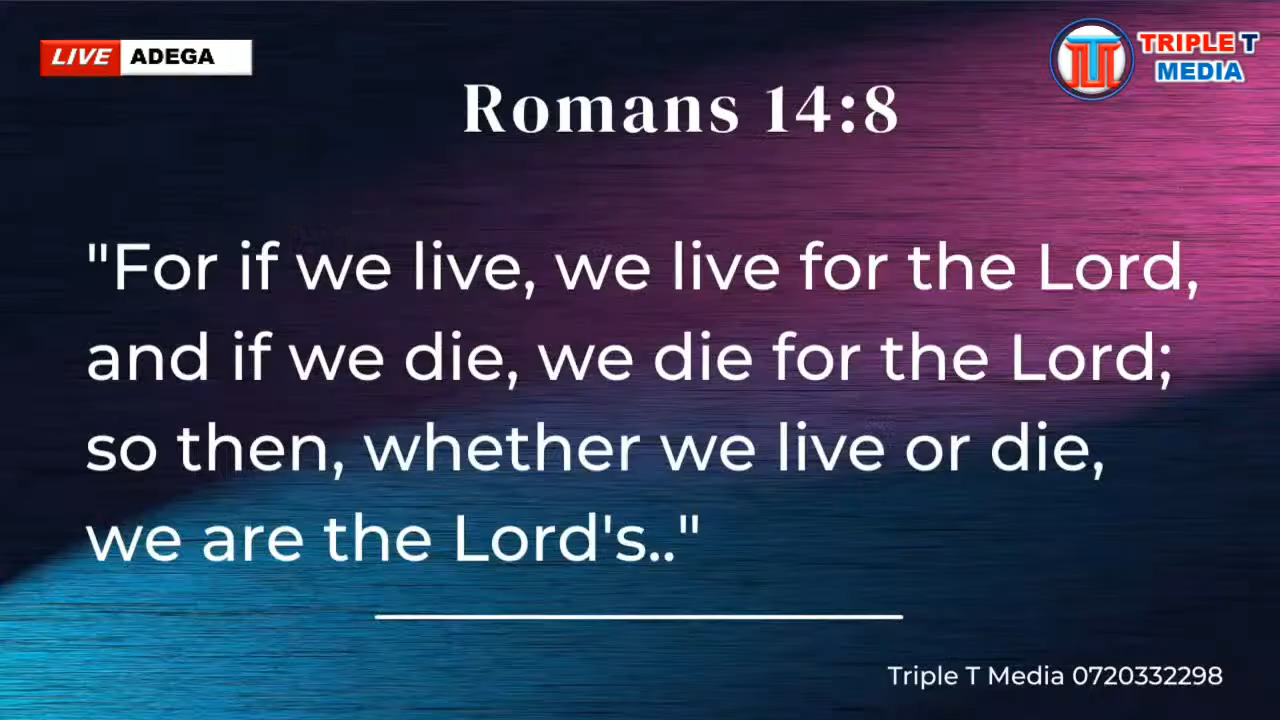 LIVE ADEGA
TRIPLE T
MEDIA
Romans 14:8
"For if we live, we live for the Lord,
and if we die, we die for the Lord;
so then, whether we live or die,
we are the Lord's.."
Triple T Media 0720332298